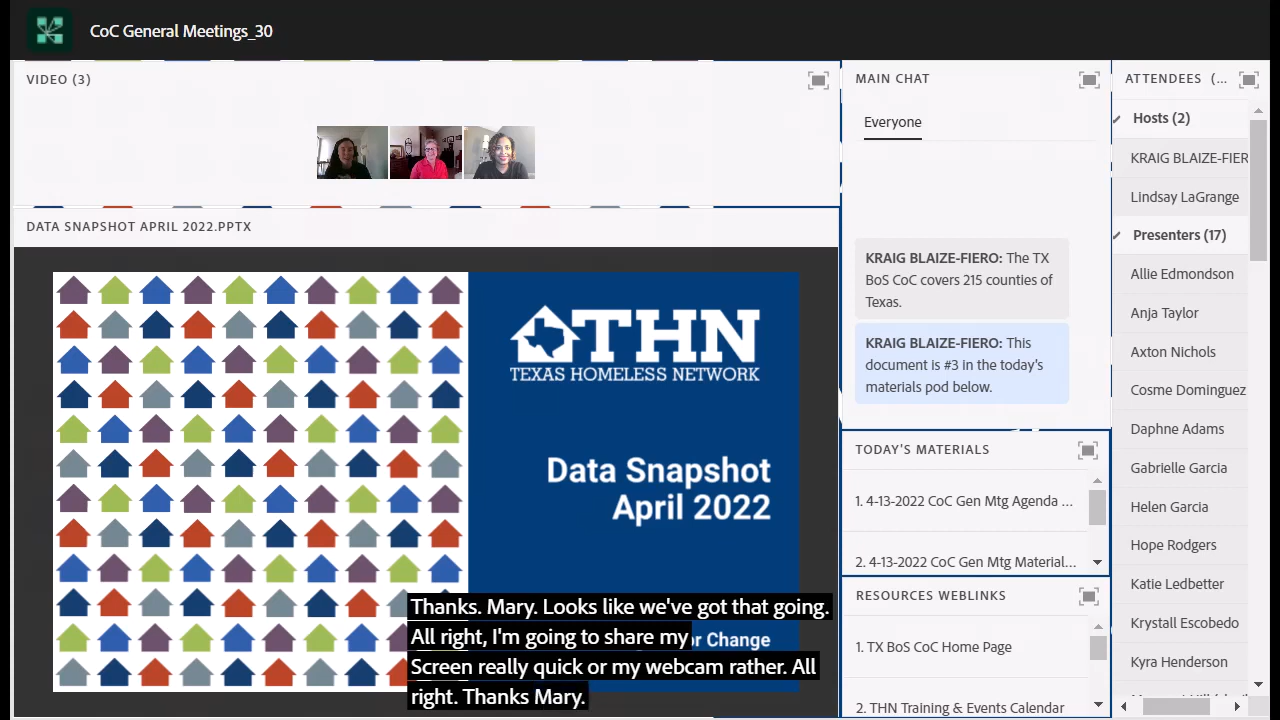 CoC General Meetings_30
VIDEO (3)
DATA SNAPSHOT APRIL 2022.PPTX
THN
TEXAS HOMELESS NETWORK
Data Snapshot
April 2022
or Change
Thanks. Mary. Looks like we've got that going.
All right, I'm going to share my
Screen really quick or my webcam rather. All
right. Thanks Mary.
MAIN CHAT
Everyone
KRAIG BLAIZE-FIERO: The TX
BoS CoC covers 215 counties of
Texas.
KRAIG BLAIZE-FIERO: This
document is #3 in the today's
materials pod below.
TODAY'S MATERIALS
1. 4-13-2022 CoC Gen Mtg Agenda ...
2. 4-13-2022 CoC Gen Mtg Material...
RESOURCES WEBLINKS
1. TX BoS CoC Home Page
2. THN Training & Events Calendar
ATTENDEES (...
Hosts (2)
KRAIG BLAIZE-FIER
Lindsay LaGrange
Presenters (17)
Allie Edmondson
Anja Taylor
Axton Nichols
Cosme Dominguez
Daphne Adams
Gabrielle Garcia
Helen Garcia
Hope Rodgers
Katie Ledbetter
Krystall Escobedo
Kyra Henderson